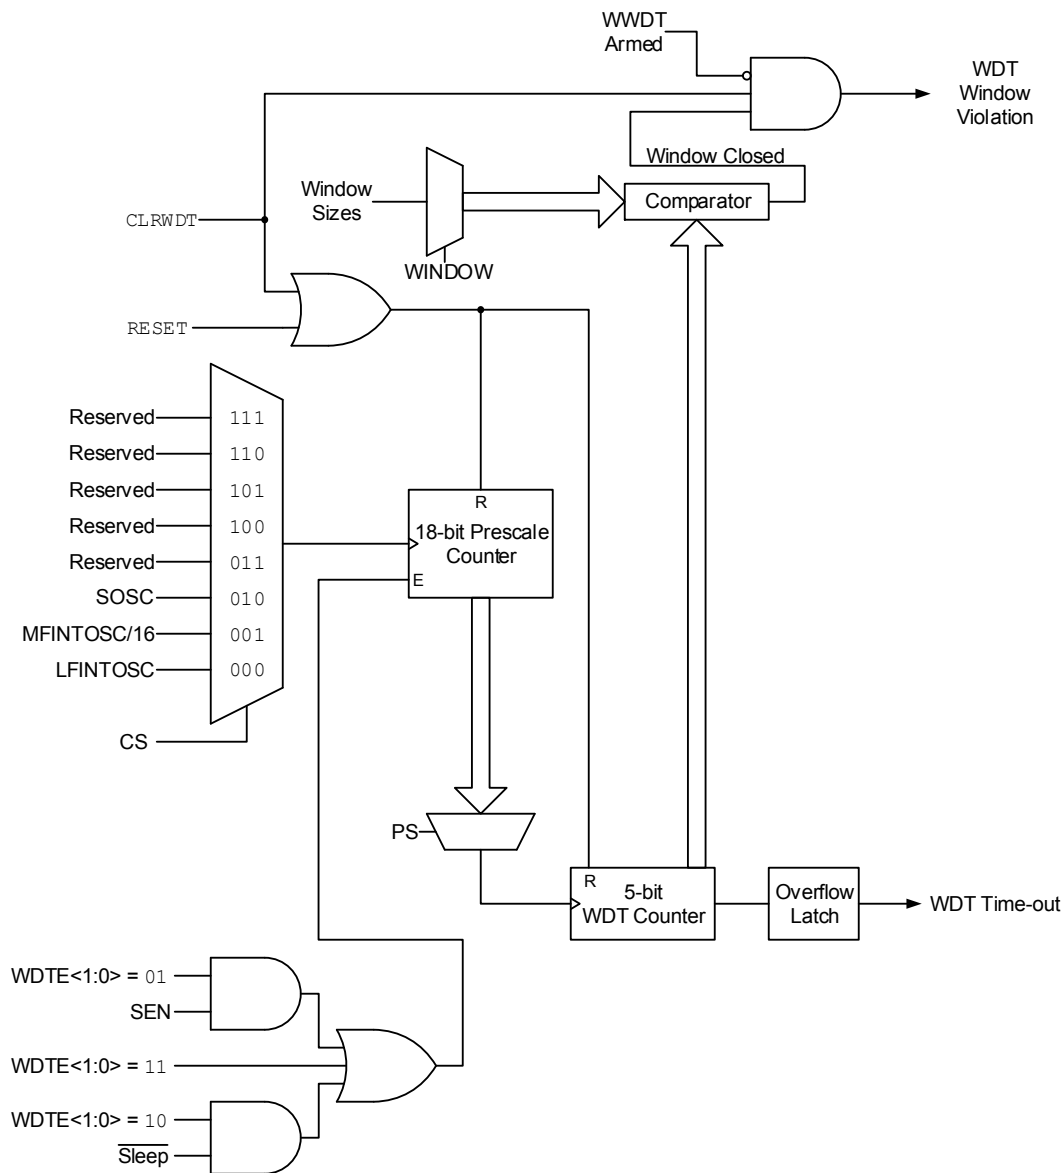 WWDT
Armed
WDT
Window
Violation
Window Closed
Window
Sizes
Comparator
CLRWDT
WINDOW
RESET
Reserved 111
Reserved 110
Reserved 101
Reserved 100
Reserved 011
SOSC 010
MFINTOSC/16 001
LFINTOSC 000
CS
R
18-bit Prescale
Counter
E
PS
R
5-bit
WDT Counter
Overflow
Latch
WDT Time-out
WDTE<1:0> = 01
SEN
WDTE<1:0> = 11
WDTE<1:0> = 10
Sleep